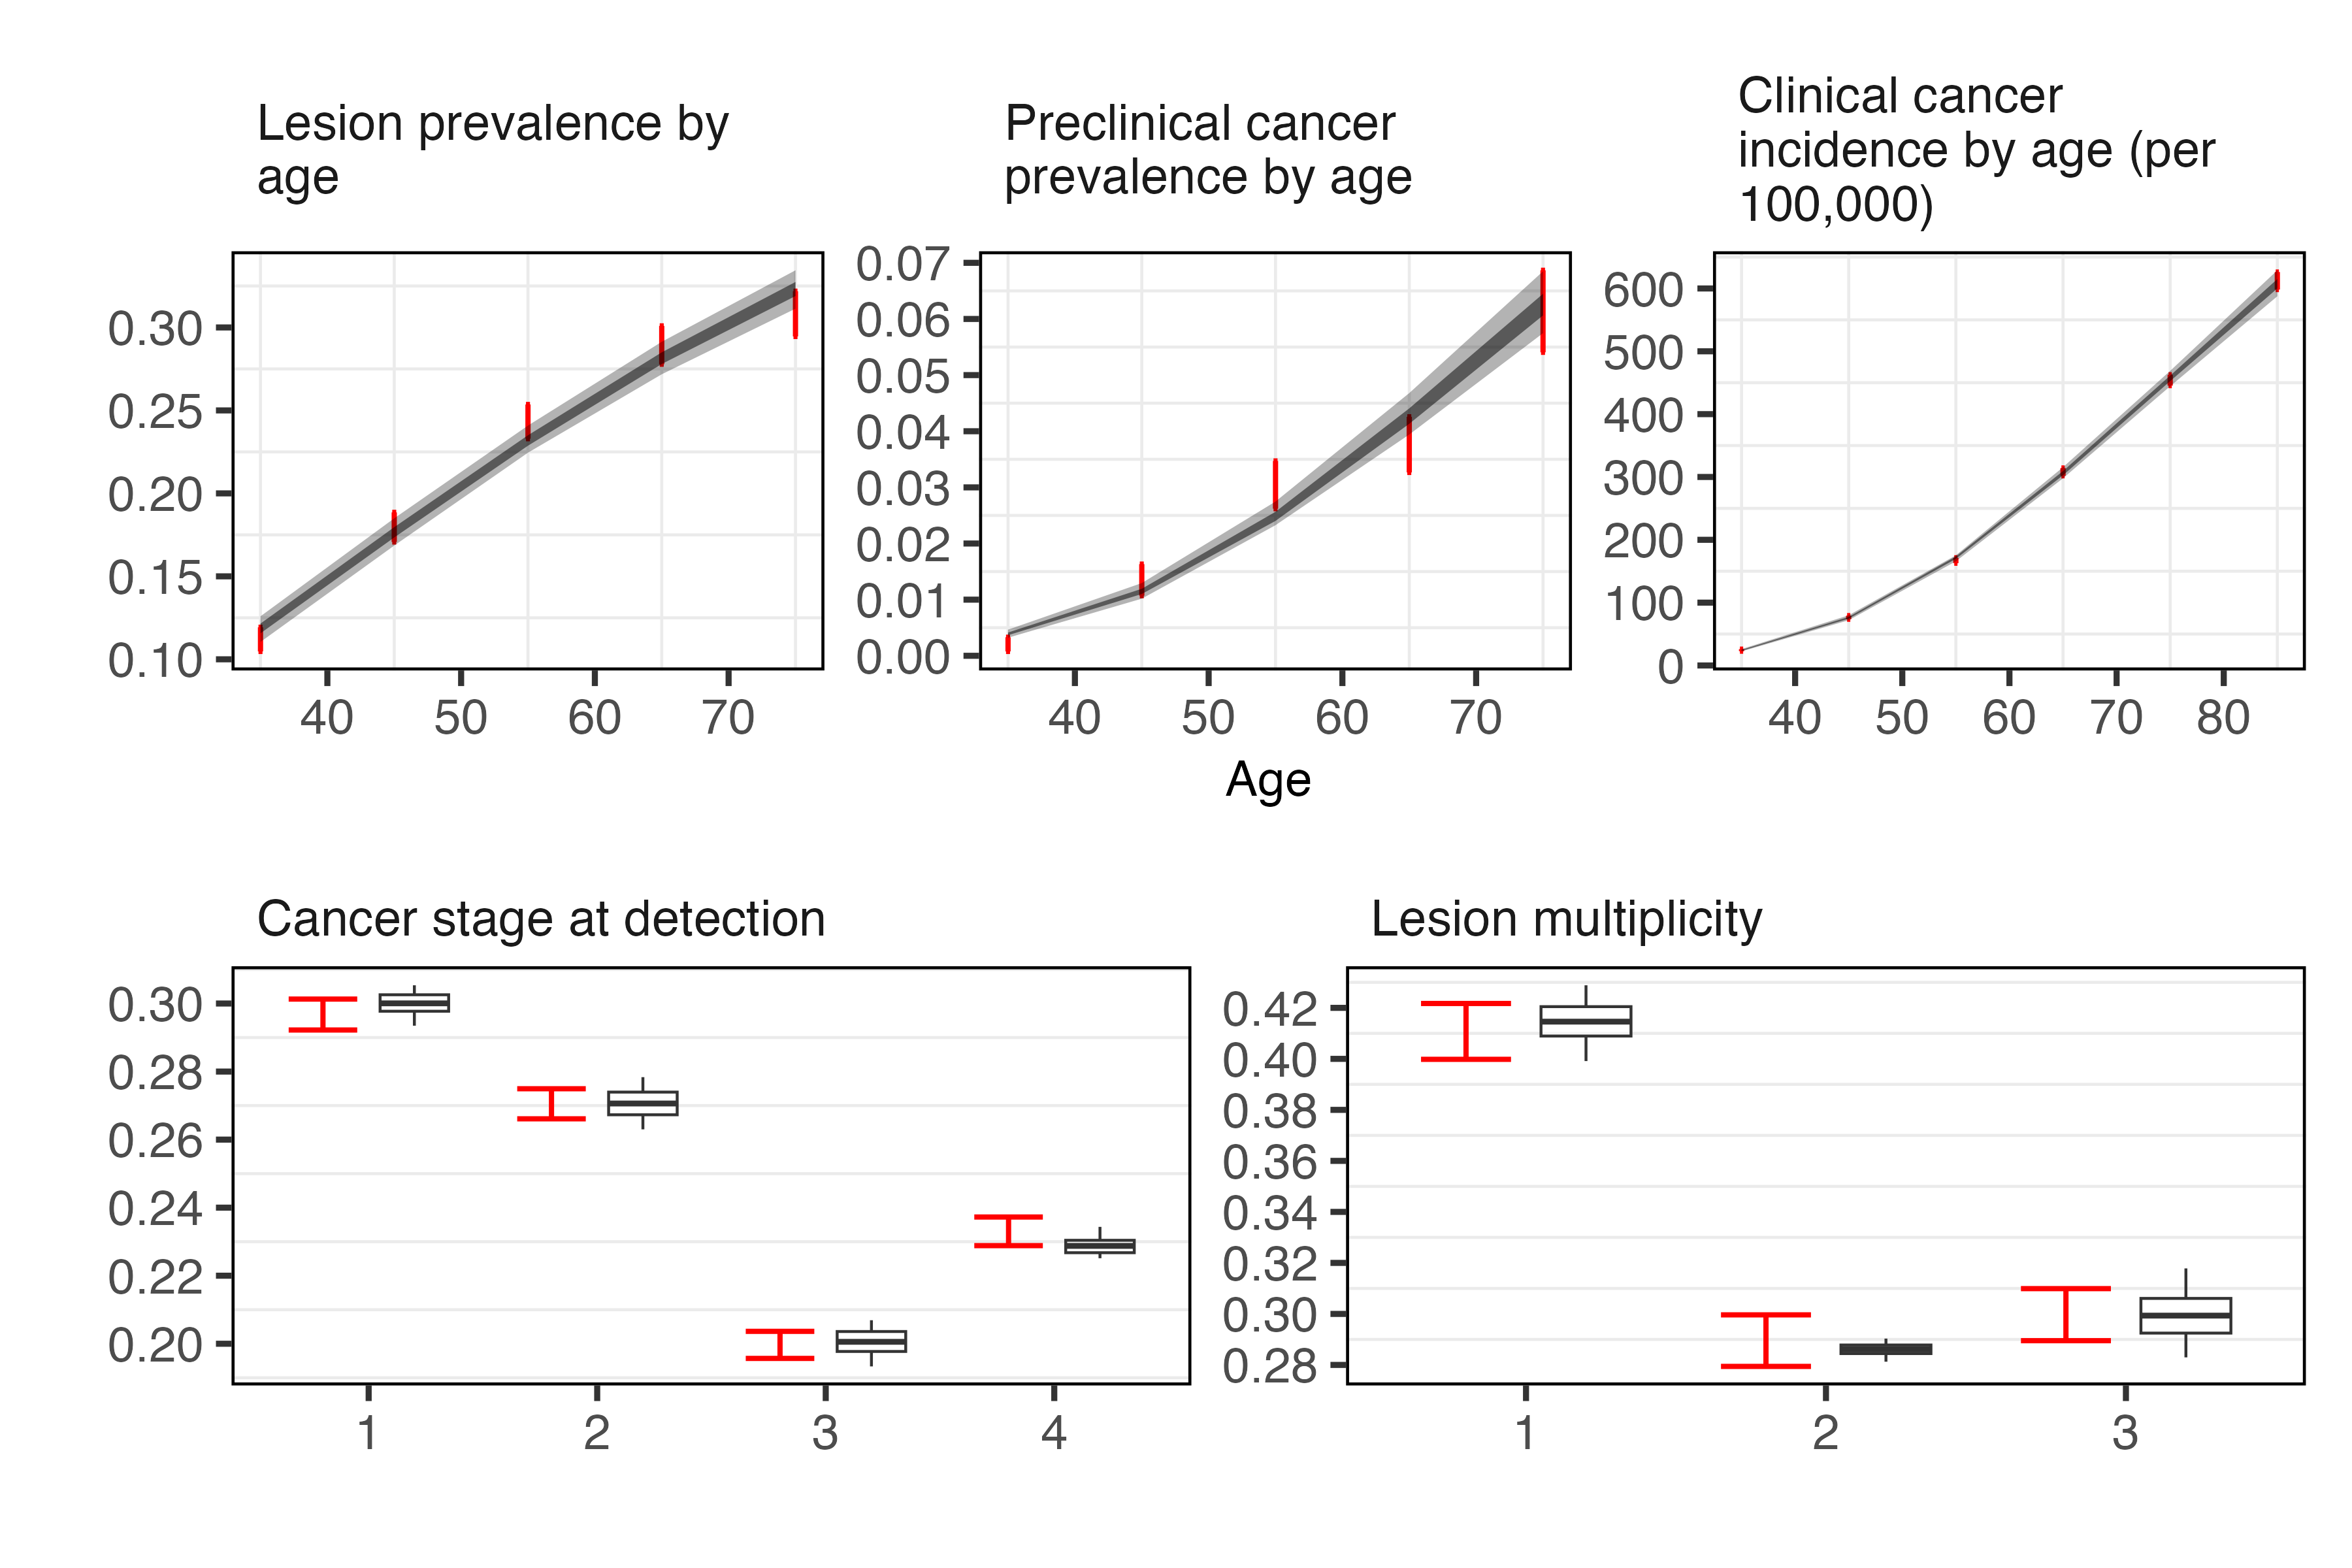 Lesion prevalence by
age
Preclinical cancer
prevalence by age
Clinical cancer
incidence by age (per
100,000)
0.30
0.25
0.20
0.15
0.10
40 50 60 70
0.07
0.06
0.05
0.04
0.03
0.02
0.01
0.00
40 50 60 70
600
500
400
300
200
100
0
40 50 60 70 80
Age
Cancer stage at detection
0.30
0.28
0.26
0.24
0.22
0.20
1 2 3 4
Lesion multiplicity
0.42
0.40
0.38
0.36
0.34
0.32
0.30
0.28
1 2 3